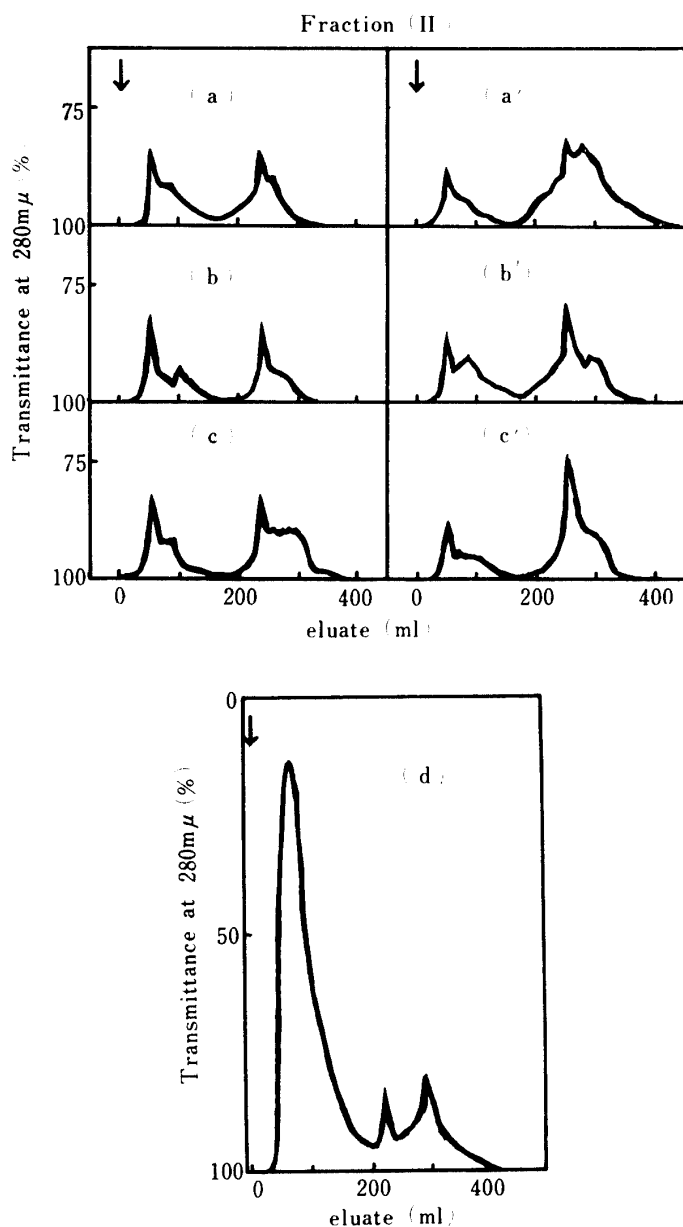 Fraction (II)
(a) (a′)
75
100
(b) (b′)
75
100
(c) (c′)
75
100
0 200 400 0 200 400
eluate (ml)
Transmittance at 280mμ (%)
0
(d)
50
100
0 200 300
eluate (ml)
Transmittance at 280mμ (%)